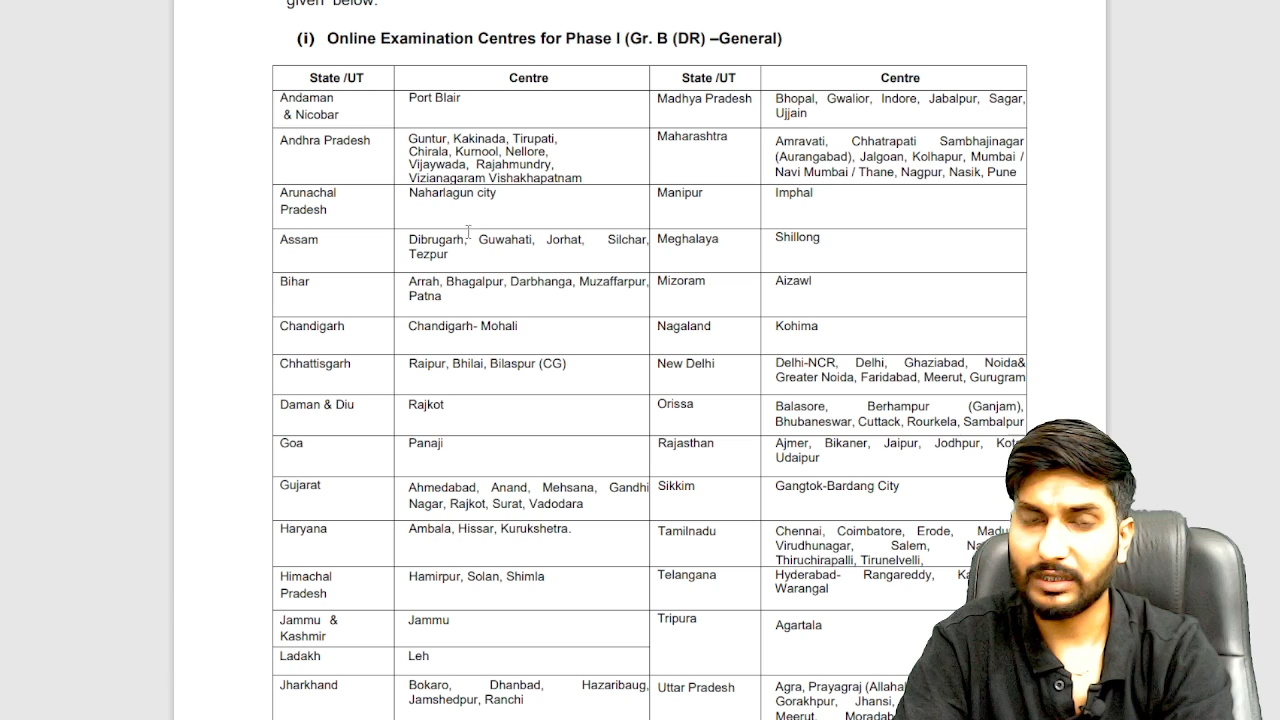 given below:
(i) Online Examination Centres for Phase I (Gr. B (DR) –General)
State /UT
Centre
State /UT
Centre
Andaman
& Nicobar
Port Blair
Madhya Pradesh
Bhopal, Gwalior, Indore, Jabalpur, Sagar,
Ujjain
Andhra Pradesh
Guntur, Kakinada, Tirupati,
Chirala, Kurnool, Nellore,
Vijaywada, Rajahmundry,
Vizianagaram Vishakhapatnam
Maharashtra
Amravati, Chhatrapati Sambhajinagar
(Aurangabad), Jalgoan, Kolhapur, Mumbai /
Navi Mumbai / Thane, Nagpur, Nasik, Pune
Arunachal
Pradesh
Naharlagun city
Manipur
Imphal
Assam
Dibrugarh, Guwahati, Jorhat, Silchar,
Tezpur
Meghalaya
Shillong
Bihar
Arrah, Bhagalpur, Darbhanga, Muzaffarpur,
Patna
Mizoram
Aizawl
Chandigarh
Chandigarh- Mohali
Nagaland
Kohima
Chhattisgarh
Raipur, Bhilai, Bilaspur (CG)
New Delhi
Delhi-NCR, Delhi, Ghaziabad, Noida&
Greater Noida, Faridabad, Meerut, Gurugram
Daman & Diu
Rajkot
Orissa
Balasore, Berhampur (Ganjam),
Bhubaneswar, Cuttack, Rourkela, Sambalpur
Goa
Panaji
Rajasthan
Ajmer, Bikaner, Jaipur, Jodhpur,
Udaipur
Gujarat
Ahmedabad, Anand, Mehsana, Gandhi
Nagar, Rajkot, Surat, Vadodara
Sikkim
Gangtok-Bardang City
Haryana
Ambala, Hissar, Kurukshetra.
Tamilnadu
Chennai, Coimbatore, Erode,
Virudhunagar, Salem,
Thiruchirapalli, Tirunelvelli,
Himachal
Pradesh
Hamirpur, Solan, Shimla
Telangana
Hyderabad- Rangareddy,
Warangal
Jammu &
Kashmir
Jammu
Tripura
Agartala
Ladakh
Leh
Jharkhand
Bokaro, Dhanbad, Hazaribaug,
Jamshedpur, Ranchi
Uttar Pradesh
Agra, Prayagraj
Gorakhpur, Jhansi,
Meerut,